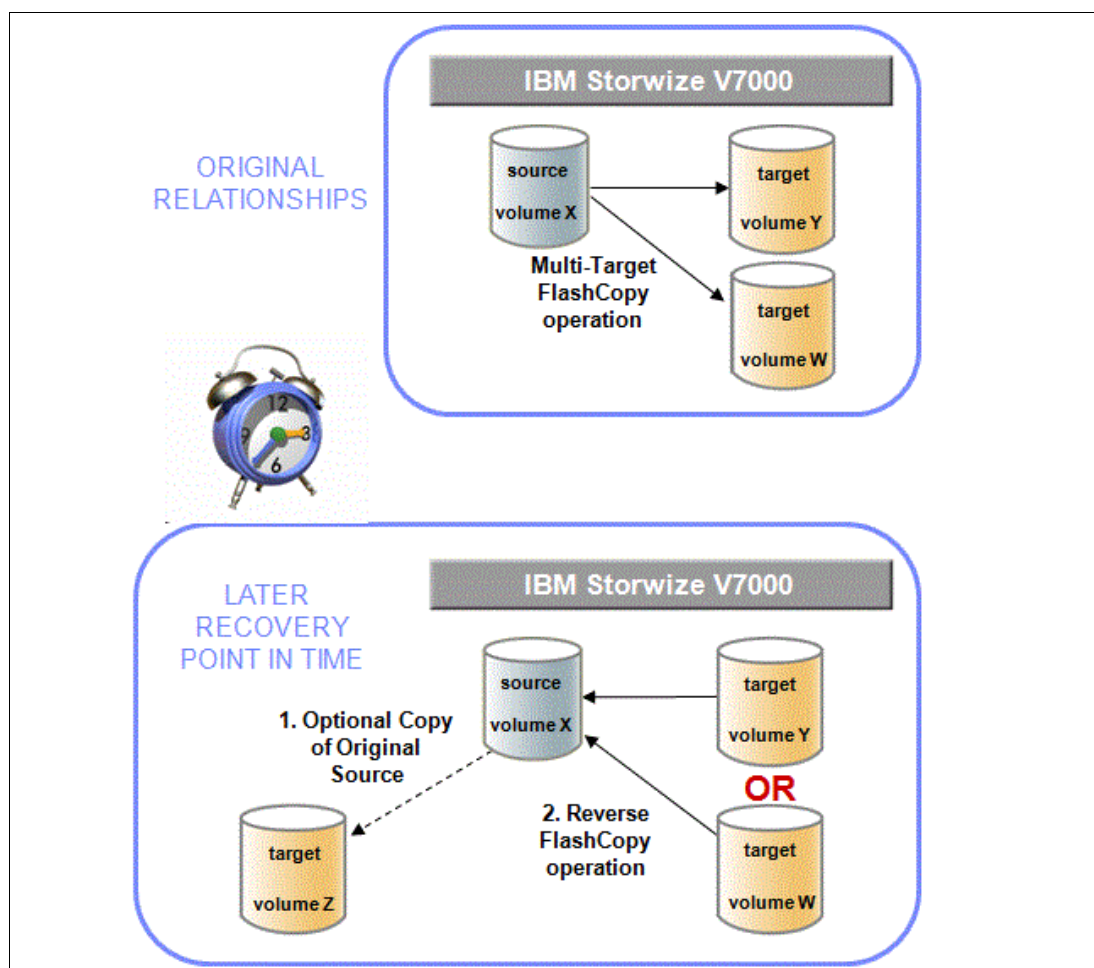 IBM Storwize V7000
ORIGINAL
RELATIONSHIPS
source
volume X
target
volume Y
Multi-Target
FlashCopy
operation
target
volume W
12
9
3
6
IBM Storwize V7000
LATER
RECOVERY
POINT IN TIME
source
volume X
target
volume Y
1. Optional Copy
of Original
Source
OR
2. Reverse
FlashCopy
operation
target
volume Z
target
volume W